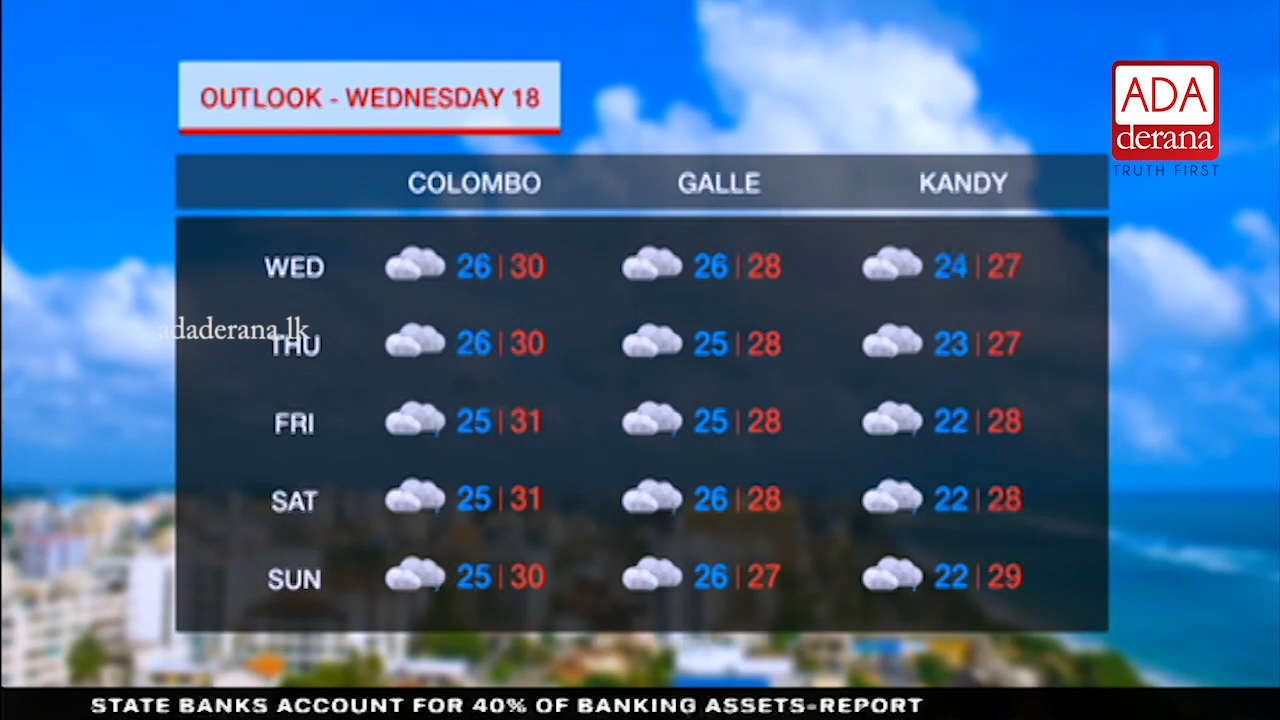 OUTLOOK - WEDNESDAY 18
ADA
derana
TRUTH FIRST
COLOMBO GALLE KANDY
WED 26 | 30 26 | 28 24 | 27
adaderana.lk
THU 26 | 30 25 | 28 23 | 27
FRI 25 | 31 25 | 28 22 | 28
SAT 25 | 31 26 | 28 22 | 28
SUN 25 | 30 26 | 27 22 | 29
STATE BANKS ACCOUNT FOR 40% OF BANKING ASSETS-REPORT